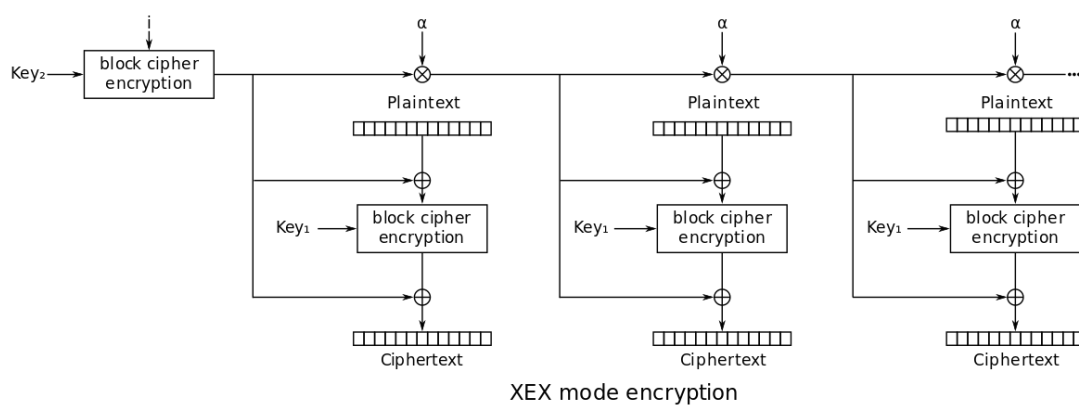 i
α
α
α
Key₂
block cipher
encryption
...
Plaintext
Plaintext
Plaintext
Key₁
block cipher
encryption
Key₁
block cipher
encryption
Key₁
block cipher
encryption
Ciphertext
Ciphertext
Ciphertext
XEX mode encryption